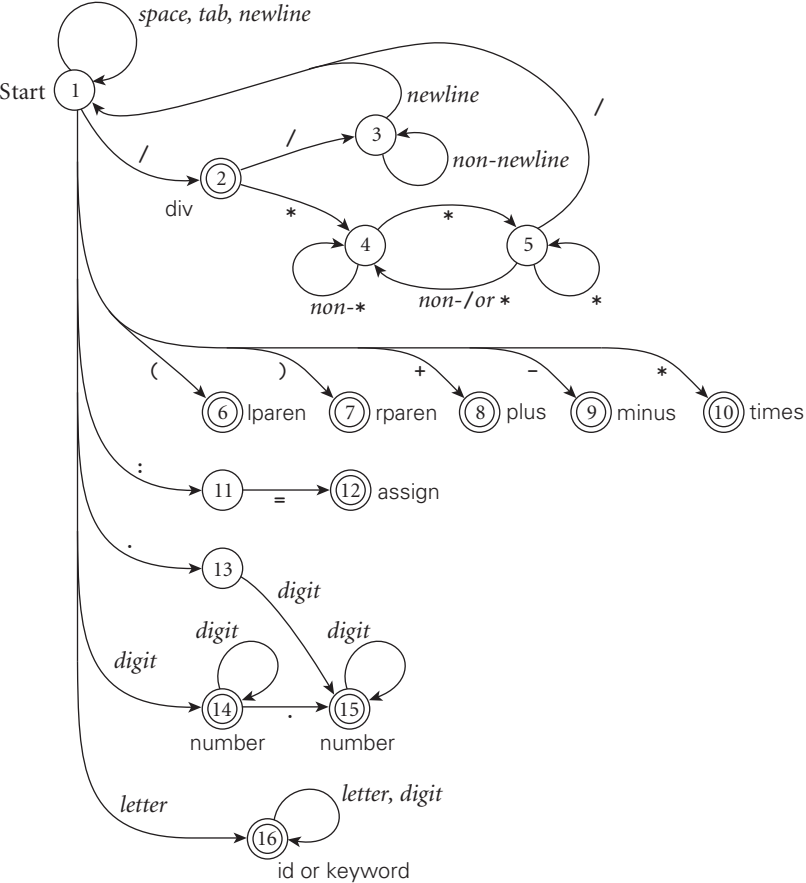 space, tab, newline
Start 1
newline
/
/
/
3
non-newline
2
div
*
*
4
5
non-*
non-/or *
*
(
)
+
-
*
6 lparen
7 rparen
8 plus
9 minus
10 times
:
11
=
12 assign
.
13
digit
digit
digit
digit
14
.
15
number
number
letter
letter, digit
16
id or keyword